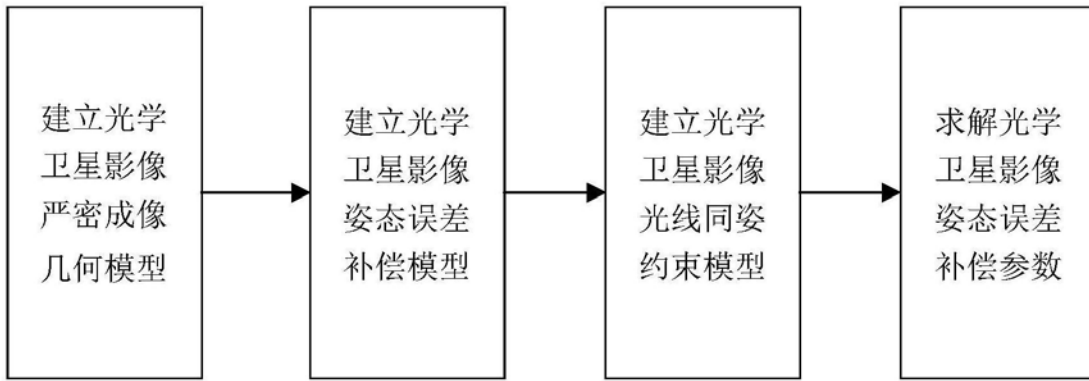 建立光学
卫星影像
严密成像
几何模型
建立光学
卫星影像
姿态误差
补偿模型
建立光学
卫星影像
光线同姿
约束模型
求解光学
卫星影像
姿态误差
补偿参数